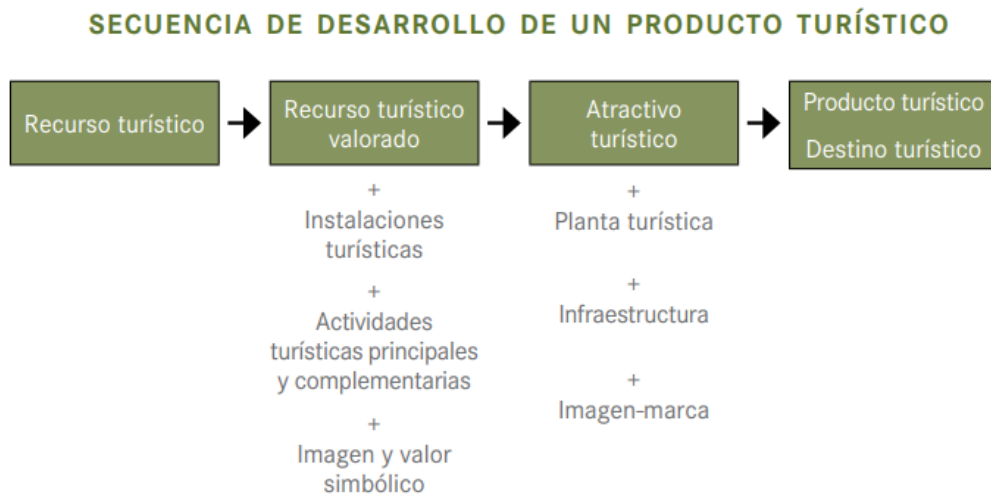 SECUENCIA DE DESARROLLO DE UN PRODUCTO TURÍSTICO
Recurso turístico
Recurso turístico
valorado
Atractivo
turístico
Producto turístico
Destino turístico
+
Instalaciones
turísticas
+
Actividades
turísticas principales
y complementarias
+
Imagen y valor
simbólico
+
Planta turística
+
Infraestructura
+
Imagen-marca